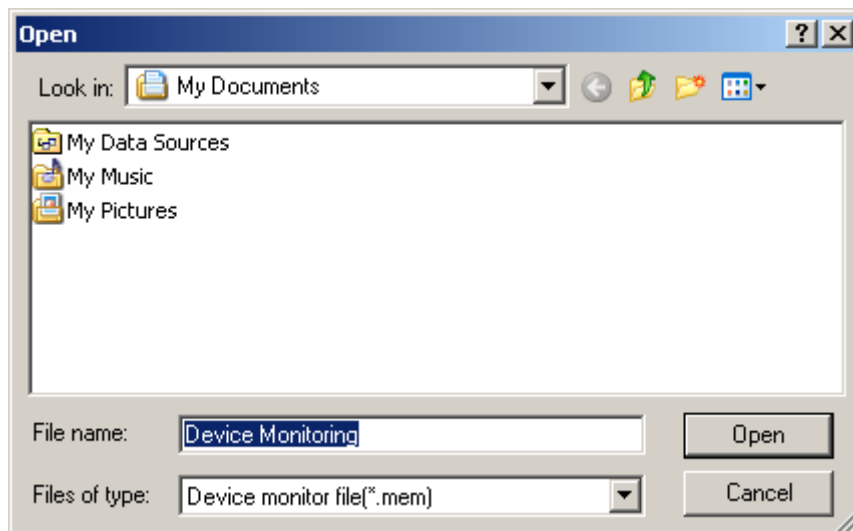 Open
Look in: My Documents
My Data Sources
My Music
My Pictures
File name: Device Monitoring Open
Files of type: Device monitor file(*.mem) Cancel